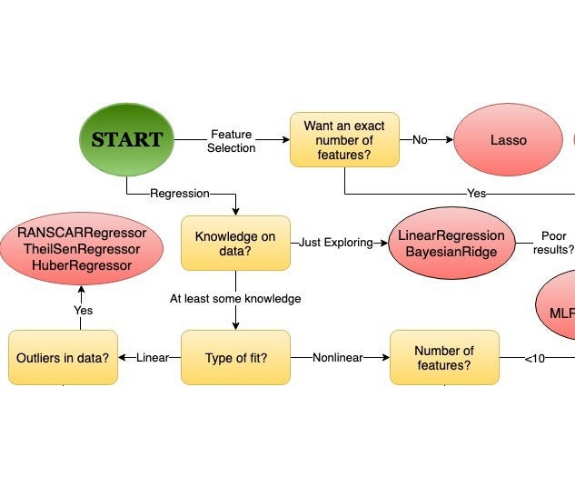 START
Feature
Selection
Want an exact
number of
features?
No
Lasso
Regression
Yes
RANSCARRegressor
TheilSenRegressor
HuberRegressor
Knowledge on
data?
Just Exploring
LinearRegression
BayesianRidge
Poor
results?
At least some knowledge
Yes
MLP
Outliers in data?
Linear
Type of fit?
Nonlinear
Number of
features?
<10